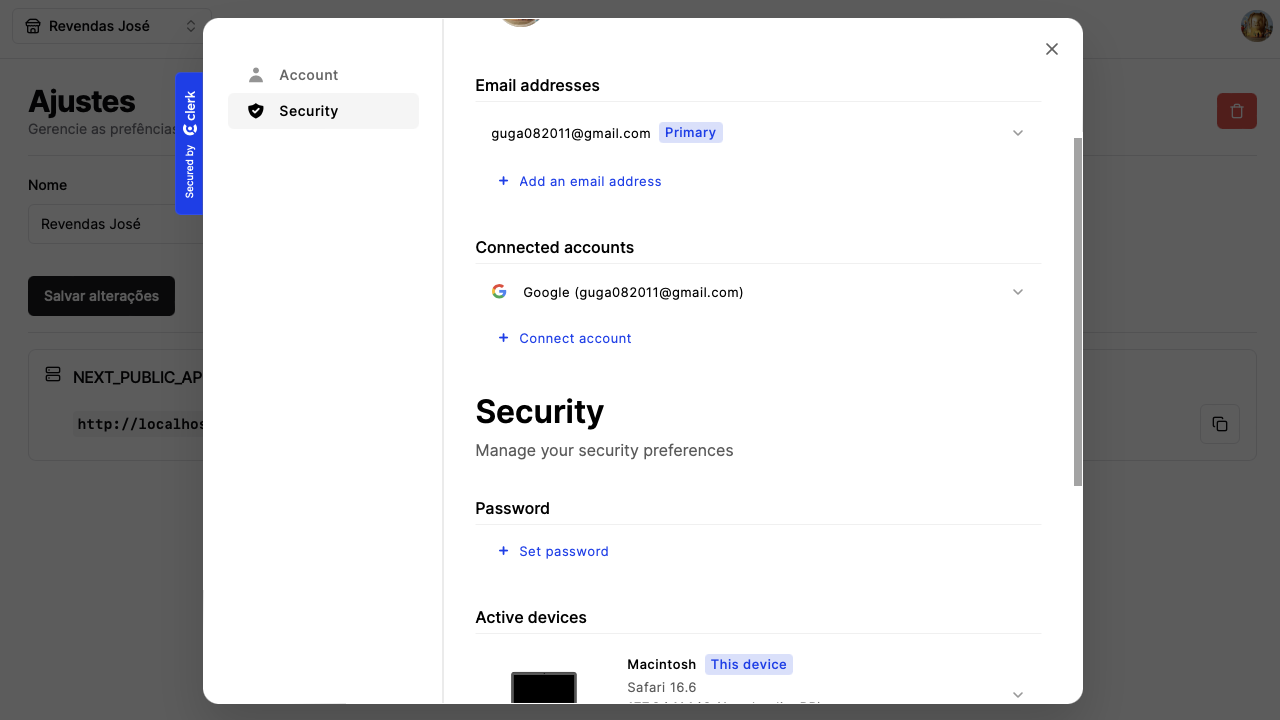 Revendas José
Ajustes
Gerencie as prefências
Nome
Revendas José
Salvar alterações
NEXT_PUBLIC_AP
http://localhos
Secured by clerk
Account
Security
Email addresses
guga082011@gmail.com Primary
+ Add an email address
Connected accounts
Google (guga082011@gmail.com)
+ Connect account
Security
Manage your security preferences
Password
+ Set password
Active devices
Macintosh This device
Safari 16.6